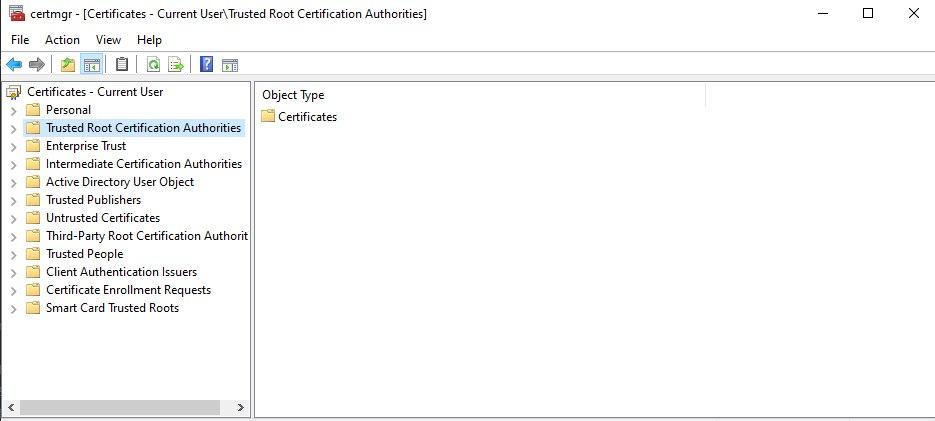 certmgr - [Certificates - Current User\Trusted Root Certification Authorities]
File Action View Help
Certificates - Current User
Personal
Trusted Root Certification Authorities
Enterprise Trust
Intermediate Certification Authorities
Active Directory User Object
Trusted Publishers
Untrusted Certificates
Third-Party Root Certification Authorit
Trusted People
Client Authentication Issuers
Certificate Enrollment Requests
Smart Card Trusted Roots
Object Type
Certificates